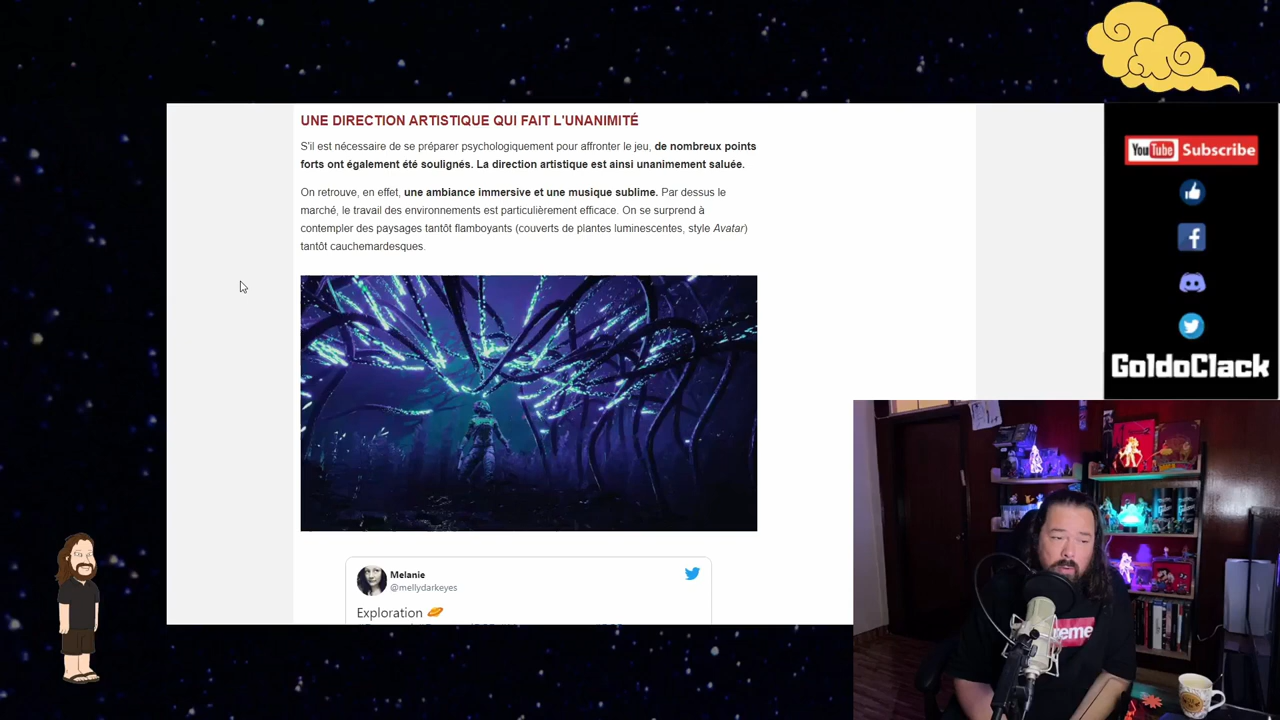 UNE DIRECTION ARTISTIQUE QUI FAIT L'UNANIMITÉ
S'il est nécessaire de se préparer psychologiquement pour affronter le jeu, de nombreux points
forts ont également été soulignés. La direction artistique est ainsi unanimement saluée.
On retrouve, en effet, une ambiance immersive et une musique sublime. Par dessus le
marché, le travail des environnements est particulièrement efficace. On se surprend à
contempler des paysages tantôt flamboyants (couverts de plantes luminescentes, style Avatar)
tantôt cauchemardesques.
Melanie
@mellydarkeyes
Exploration
YouTube Subscribe
GoldoClack
reme